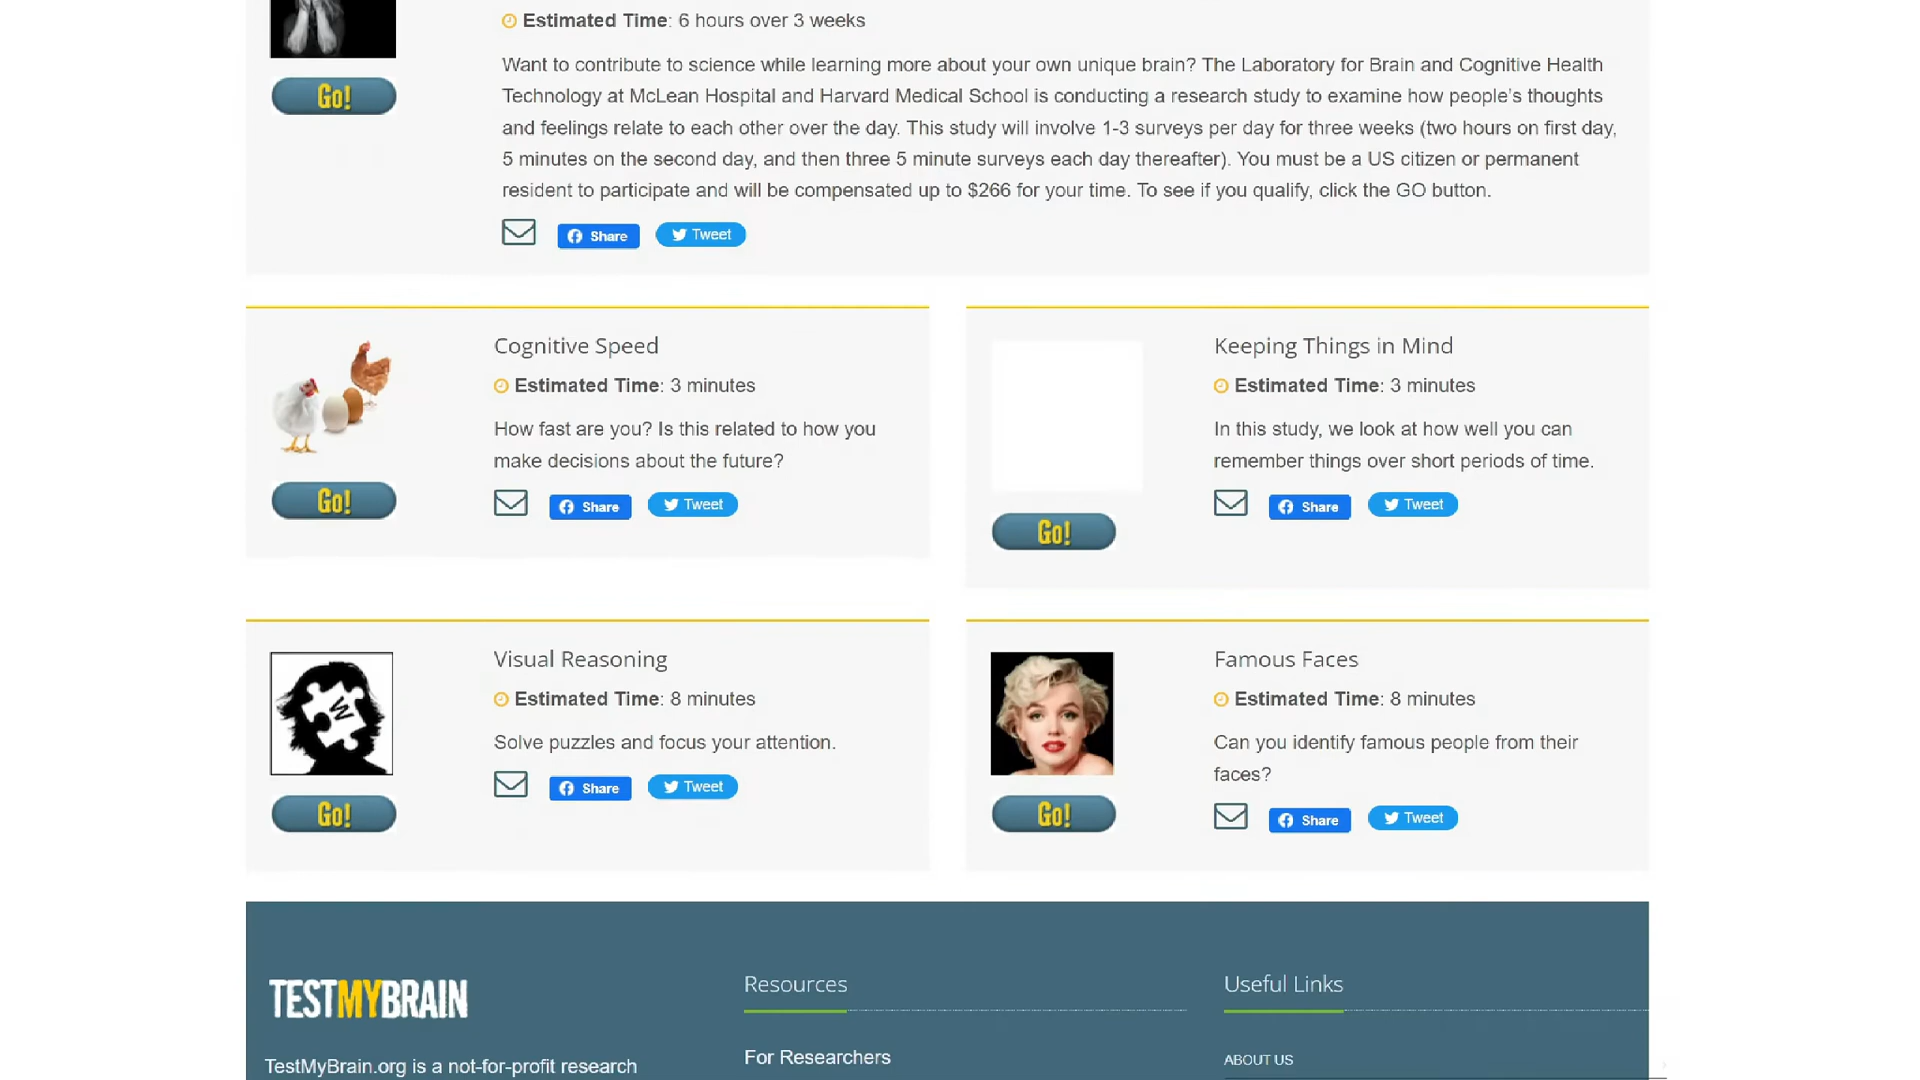 Estimated Time: 6 hours over 3 weeks
Want to contribute to science while learning more about your own unique brain? The Laboratory for Brain and Cognitive Health
Technology at McLean Hospital and Harvard Medical School is conducting a research study to examine how people's thoughts
and feelings relate to each other over the day. This study will involve 1-3 surveys per day for three weeks (two hours on first day,
5 minutes on the second day, and then three 5 minute surveys each day thereafter). You must be a US citizen or permanent
resident to participate and will be compensated up to $266 for your time. To see if you qualify, click the GO button.
Go!
Share
Tweet
Cognitive Speed
Estimated Time: 3 minutes
How fast are you? Is this related to how you
make decisions about the future?
Go!
Share
Tweet
Keeping Things in Mind
Estimated Time: 3 minutes
In this study, we look at how well you can
remember things over short periods of time.
Share
Tweet
Go!
Visual Reasoning
Estimated Time: 8 minutes
Solve puzzles and focus your attention.
Share
Tweet
Go!
Famous Faces
Estimated Time: 8 minutes
Can you identify famous people from their
faces?
Go!
Share
Tweet
TESTMYBRAIN
TestMyBrain.org is a not-for-profit research
Resources
For Researchers
Useful Links
ABOUT US